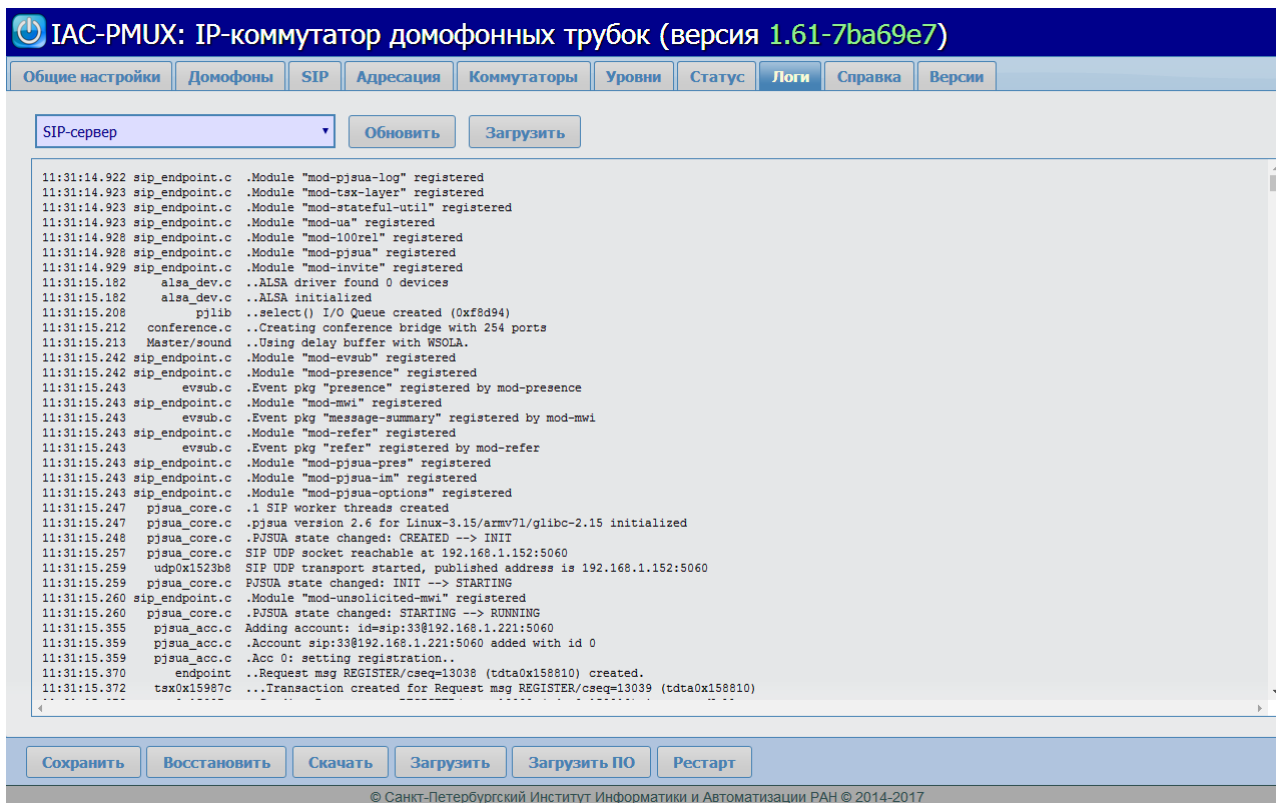 IAC-PMUX: IP-коммутатор домофонных трубок (версия 1.61-7ba69e7)
Общие настройки Домофоны SIP Адресация Коммутаторы Уровни Статус Логи Справка Версии
SIP-сервер Обновить Загрузить
11:31:14.922 sip_endpoint.c .Module "mod-pjsua-log" registered
11:31:14.923 sip_endpoint.c .Module "mod-tsx-layer" registered
11:31:14.923 sip_endpoint.c .Module "mod-stateful-util" registered
11:31:14.923 sip_endpoint.c .Module "mod-ua" registered
11:31:14.928 sip_endpoint.c .Module "mod-100rel" registered
11:31:14.928 sip_endpoint.c .Module "mod-pjsua" registered
11:31:14.929 sip_endpoint.c .Module "mod-invite" registered
11:31:15.182 alsa_dev.c ..ALSA driver found 0 devices
11:31:15.182 alsa_dev.c ..ALSA initialized
11:31:15.208 pjlib ..select() I/O Queue created (0xf8d94)
11:31:15.212 conference.c ..Creating conference bridge with 254 ports
11:31:15.213 Master/sound ..Using delay buffer with WSOLA.
11:31:15.242 sip_endpoint.c .Module "mod-evsub" registered
11:31:15.242 sip_endpoint.c .Module "mod-presence" registered
11:31:15.243 evsub.c .Event pkg "presence" registered by mod-presence
11:31:15.243 sip_endpoint.c .Module "mod-mwi" registered
11:31:15.243 evsub.c .Event pkg "message-summary" registered by mod-mwi
11:31:15.243 sip_endpoint.c .Module "mod-refer" registered
11:31:15.243 evsub.c .Event pkg "refer" registered by mod-refer
11:31:15.243 sip_endpoint.c .Module "mod-pjsua-pres" registered
11:31:15.243 sip_endpoint.c .Module "mod-pjsua-im" registered
11:31:15.243 sip_endpoint.c .Module "mod-pjsua-options" registered
11:31:15.247 pjsua_core.c .1 SIP worker threads created
11:31:15.247 pjsua_core.c .pjsua version 2.6 for Linux-3.15/armv7l/glibc-2.15 initialized
11:31:15.248 pjsua_core.c .PJSUA state changed: CREATED --> INIT
11:31:15.257 pjsua_core.c SIP UDP socket reachable at 192.168.1.152:5060
11:31:15.259 udp0x1523b8 SIP UDP transport started, published address is 192.168.1.152:5060
11:31:15.259 pjsua_core.c PJSUA state changed: INIT --> STARTING
11:31:15.260 sip_endpoint.c .Module "mod-unsolicited-mwi" registered
11:31:15.260 pjsua_core.c .PJSUA state changed: STARTING --> RUNNING
11:31:15.355 pjsua_acc.c Adding account: id=sip:33@192.168.1.221:5060
11:31:15.359 pjsua_acc.c .Account sip:33@192.168.1.221:5060 added with id 0
11:31:15.359 pjsua_acc.c .Acc 0: setting registration..
11:31:15.370 endpoint ..Request msg REGISTER/cseq=13038 (tdta0x158810) created.
11:31:15.372 tsx0x15987c ...Transaction created for Request msg REGISTER/cseq=13039 (tdta0x158810)
Сохранить Восстановить Скачать Загрузить Загрузить ПО Рестарт
© Санкт-Петербургский Институт Информатики и Автоматизации РАН © 2014-2017